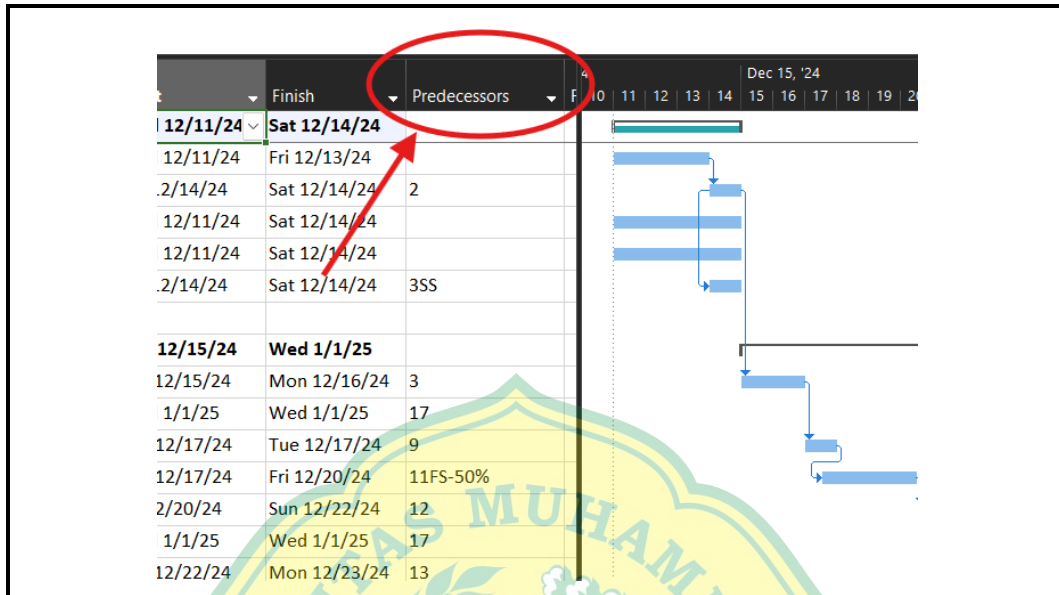 Dec 15, '24
Finish Predecessors 10 11 12 13 14 15 16 17 18 19
12/11/24 Sat 12/14/24
12/11/24 Fri 12/13/24
2/14/24 Sat 12/14/24 2
12/11/24 Sat 12/14/24
12/11/24 Sat 12/14/24
2/14/24 Sat 12/14/24 3SS
12/15/24 Wed 1/1/25
12/15/24 Mon 12/16/24 3
1/1/25 Wed 1/1/25 17
12/17/24 Tue 12/17/24 9
12/17/24 Fri 12/20/24 11FS-50%
2/20/24 Sun 12/22/24 12
1/1/25 Wed 1/1/25 17
12/22/24 Mon 12/23/24 13